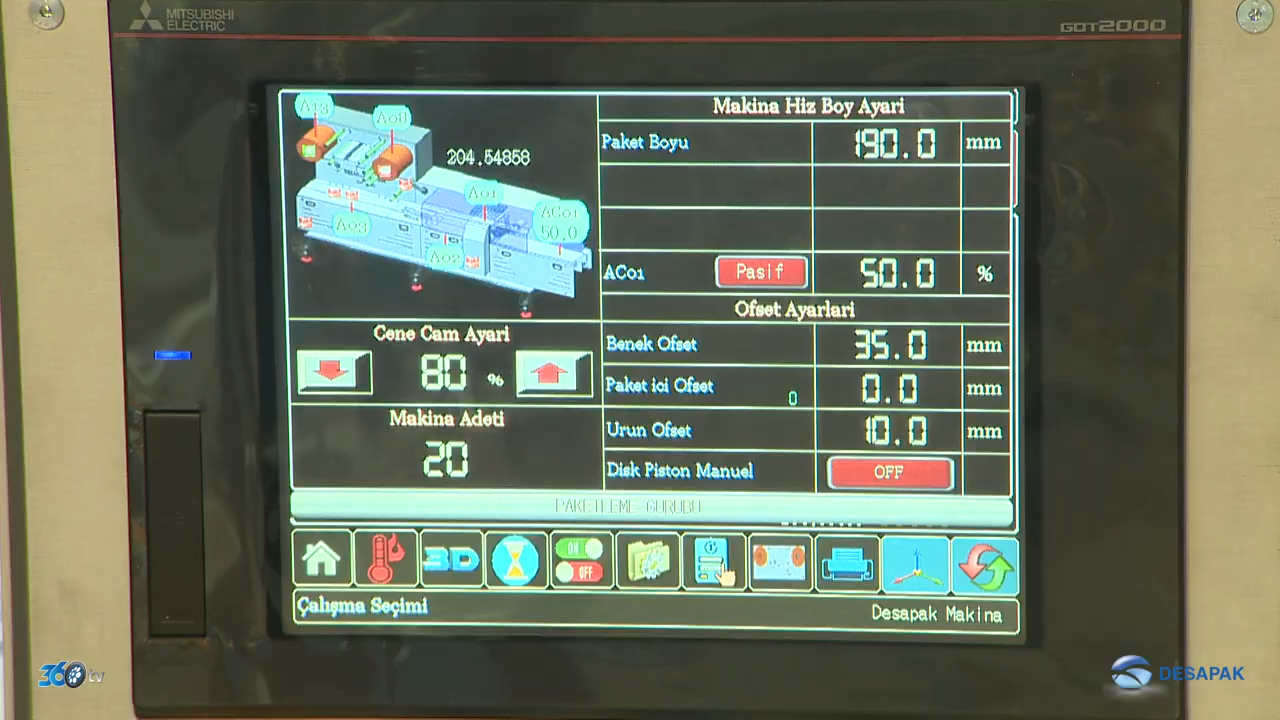 MITSUBISHI
ELECTRIC
GOT2000
A13
A08
204.54858
A01
AC01
50.0
A03
A02
Makina Hiz Boy Ayari
Paket Boyu 190.0 mm
AC01 Pasif 50.0 %
Ofset Ayarlari
Benek Ofset 35.0 mm
Paket ici Ofset 0 0.0 mm
Urun Ofset 10.0 mm
Disk Piston Manuel OFF
Cene Cam Ayari
80 %
Makina Adeti
20
PAKETLEME GURUBU
3D
ON
OFF
Çalışma Seçimi
Desapak Makina
360tv
DESAPAK